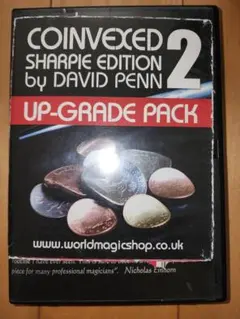 COINVEXED 2
SHARPIE EDITION
by DAVID PENN
UP-GRADE PACK
www.worldmagicshop.co.uk
for many professional magicians". Nicholas Einhorn